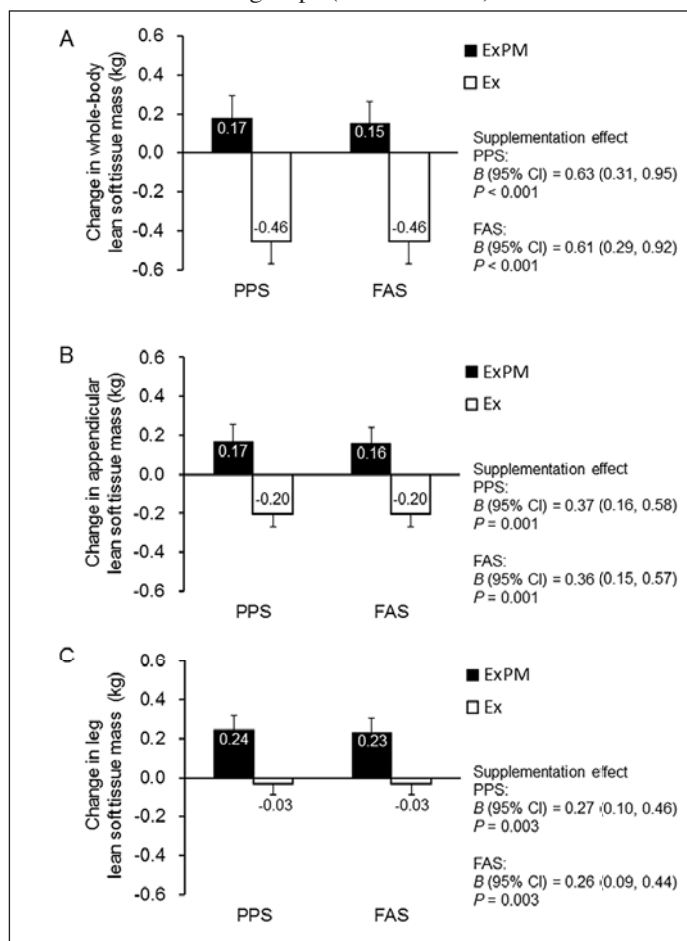 A
Change in whole-body
lean soft tissue mass (kg)
0.6
0.4
0.2
0.0
-0.2
-0.4
-0.6
0.17
-0.46
0.15
-0.46
PPS
FAS
ExPM
Ex
Supplementation effect
PPS:
B (95% CI) = 0.63 (0.31, 0.95)
P < 0.001
FAS:
B (95% CI) = 0.61 (0.29, 0.92)
P < 0.001
B
Change in appendicular
lean soft tissue mass (kg)
0.6
0.4
0.2
0.0
-0.2
-0.4
-0.6
0.17
-0.20
0.16
-0.20
PPS
FAS
ExPM
Ex
Supplementation effect
PPS:
B (95% CI) = 0.37 (0.16, 0.58)
P = 0.001
FAS:
B (95% CI) = 0.36 (0.15, 0.57)
P = 0.001
C
Change in leg
lean soft tissue mass (kg)
0.6
0.4
0.2
0.0
-0.2
-0.4
-0.6
0.24
-0.03
0.23
-0.03
PPS
FAS
ExPM
Ex
Supplementation effect
PPS:
B (95% CI) = 0.27 (0.10, 0.46)
P = 0.003
FAS:
B (95% CI) = 0.26 (0.09, 0.44)
P = 0.003